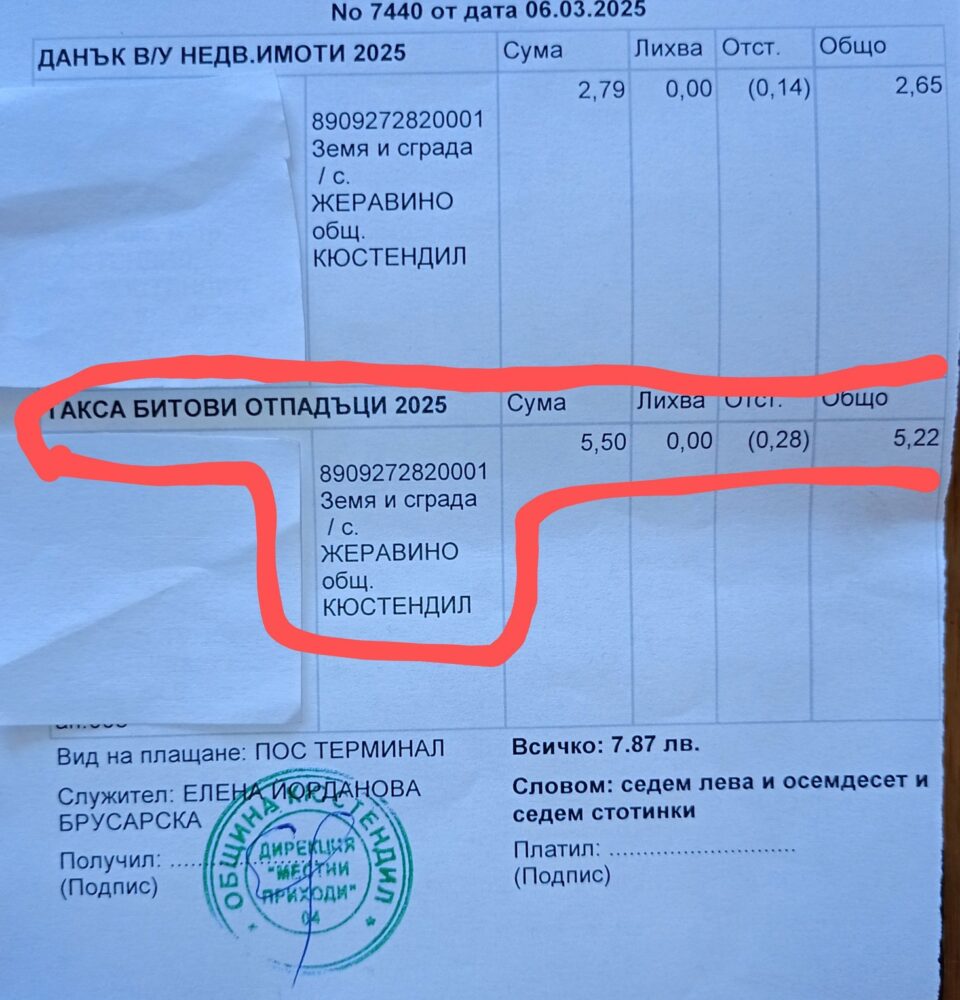 No 7440 от дата 06.03.2025
ДАНЪК В/У НЕДВ.ИМОТИ 2025 Сума Лихва Отст. Общо
2,79 0,00 (0,14) 2,65
8909272820001
Земя и сграда
/ с.
ЖЕРАВИНО
общ.
КЮСТЕНДИЛ
ТАКСА БИТОВИ ОТПАДЪЦИ 2025 Сума Лихва Отст. Общо
5,50 0,00 (0,28) 5,22
8909272820001
Земя и сграда
/ с.
ЖЕРАВИНО
общ.
КЮСТЕНДИЛ
Вид на плащане: ПОС ТЕРМИНАЛ
Служител: ЕЛЕНА ЙОРДАНОВА
БРУСАРСКА
Получил: ....................
(Подпис)
Всичко: 7.87 лв.
Словом: седем лева и осемдесет и
седем стотинки
Платил: ............................
(Подпис)
ОБЩИНА КЮСТЕНДИЛ
ДИРЕКЦИЯ
"МЕСТНИ
ПРИХОДИ"
04